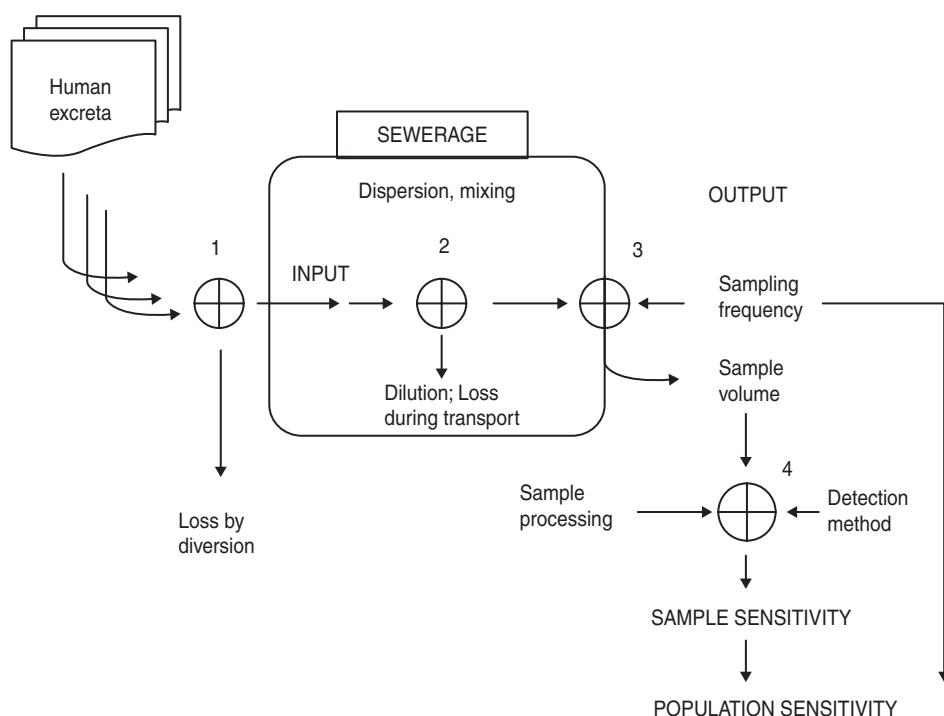 Human
excreta
SEWERAGE
Dispersion, mixing
OUTPUT
1
2
3
INPUT
Sampling
frequency
Dilution; Loss
during transport
Sample
volume
4
Sample
processing
Detection
method
Loss by
diversion
SAMPLE SENSITIVITY
POPULATION SENSITIVITY